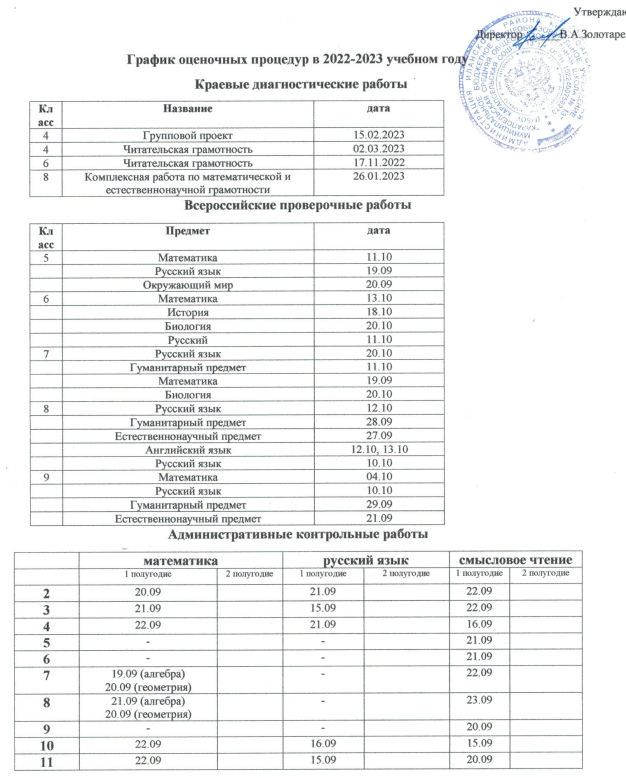 Утверждаю
Директор В.А.Золотаре
График оценочных процедур в 2022-2023 учебном году
Краевые диагностические работы
Кл асс Название дата
4 Групповой проект 15.02.2023
4 Читательская грамотность 02.03.2023
6 Читательская грамотность 17.11.2022
8 Комплексная работа по математической и 26.01.2023
естественнонаучной грамотности
Всероссийские проверочные работы
Кл асс Предмет дата
5 Математика 11.10
Русский язык 19.09
Окружающий мир 20.09
6 Математика 13.10
История 18.10
Биология 20.10
Русский 11.10
7 Русский язык 20.10
Гуманитарный предмет 11.10
Математика 19.09
Биология 20.10
8 Русский язык 12.10
Гуманитарный предмет 28.09
Естественнонаучный предмет 27.09
Английский язык 12.10, 13.10
Русский язык 10.10
9 Математика 04.10
Русский язык 10.10
Гуманитарный предмет 29.09
Естественнонаучный предмет 21.09
Административные контрольные работы
математика русский язык смысловое чтение
1 полугодие 2 полугодие 1 полугодие 2 полугодие 1 полугодие 2 полугодие
2 20.09 21.09 22.09
3 21.09 15.09 22.09
4 22.09 21.09 16.09
5 - - 21.09
6 - - 21.09
7 19.09 (алгебра) - 22.09
20.09 (геометрия)
8 21.09 (алгебра) - 23.09
20.09 (геометрия)
9 - - 20.09
10 22.09 16.09 15.09
11 22.09 15.09 20.09